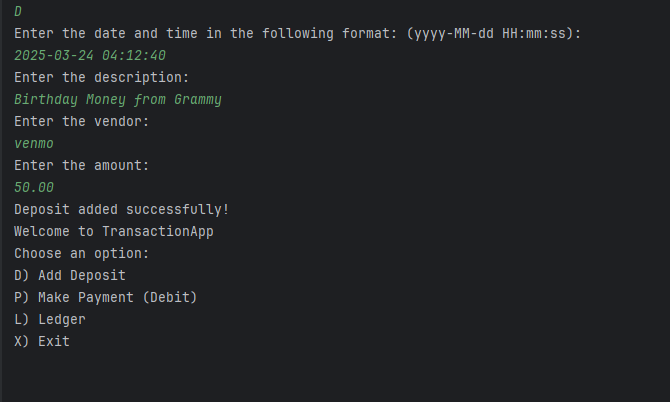 D
Enter the date and time in the following format: (yyyy-MM-dd HH:mm:ss):
2025-03-24 04:12:40
Enter the description:
Birthday Money from Grammy
Enter the vendor:
venmo
Enter the amount:
50.00
Deposit added successfully!
Welcome to TransactionApp
Choose an option:
D) Add Deposit
P) Make Payment (Debit)
L) Ledger
X) Exit